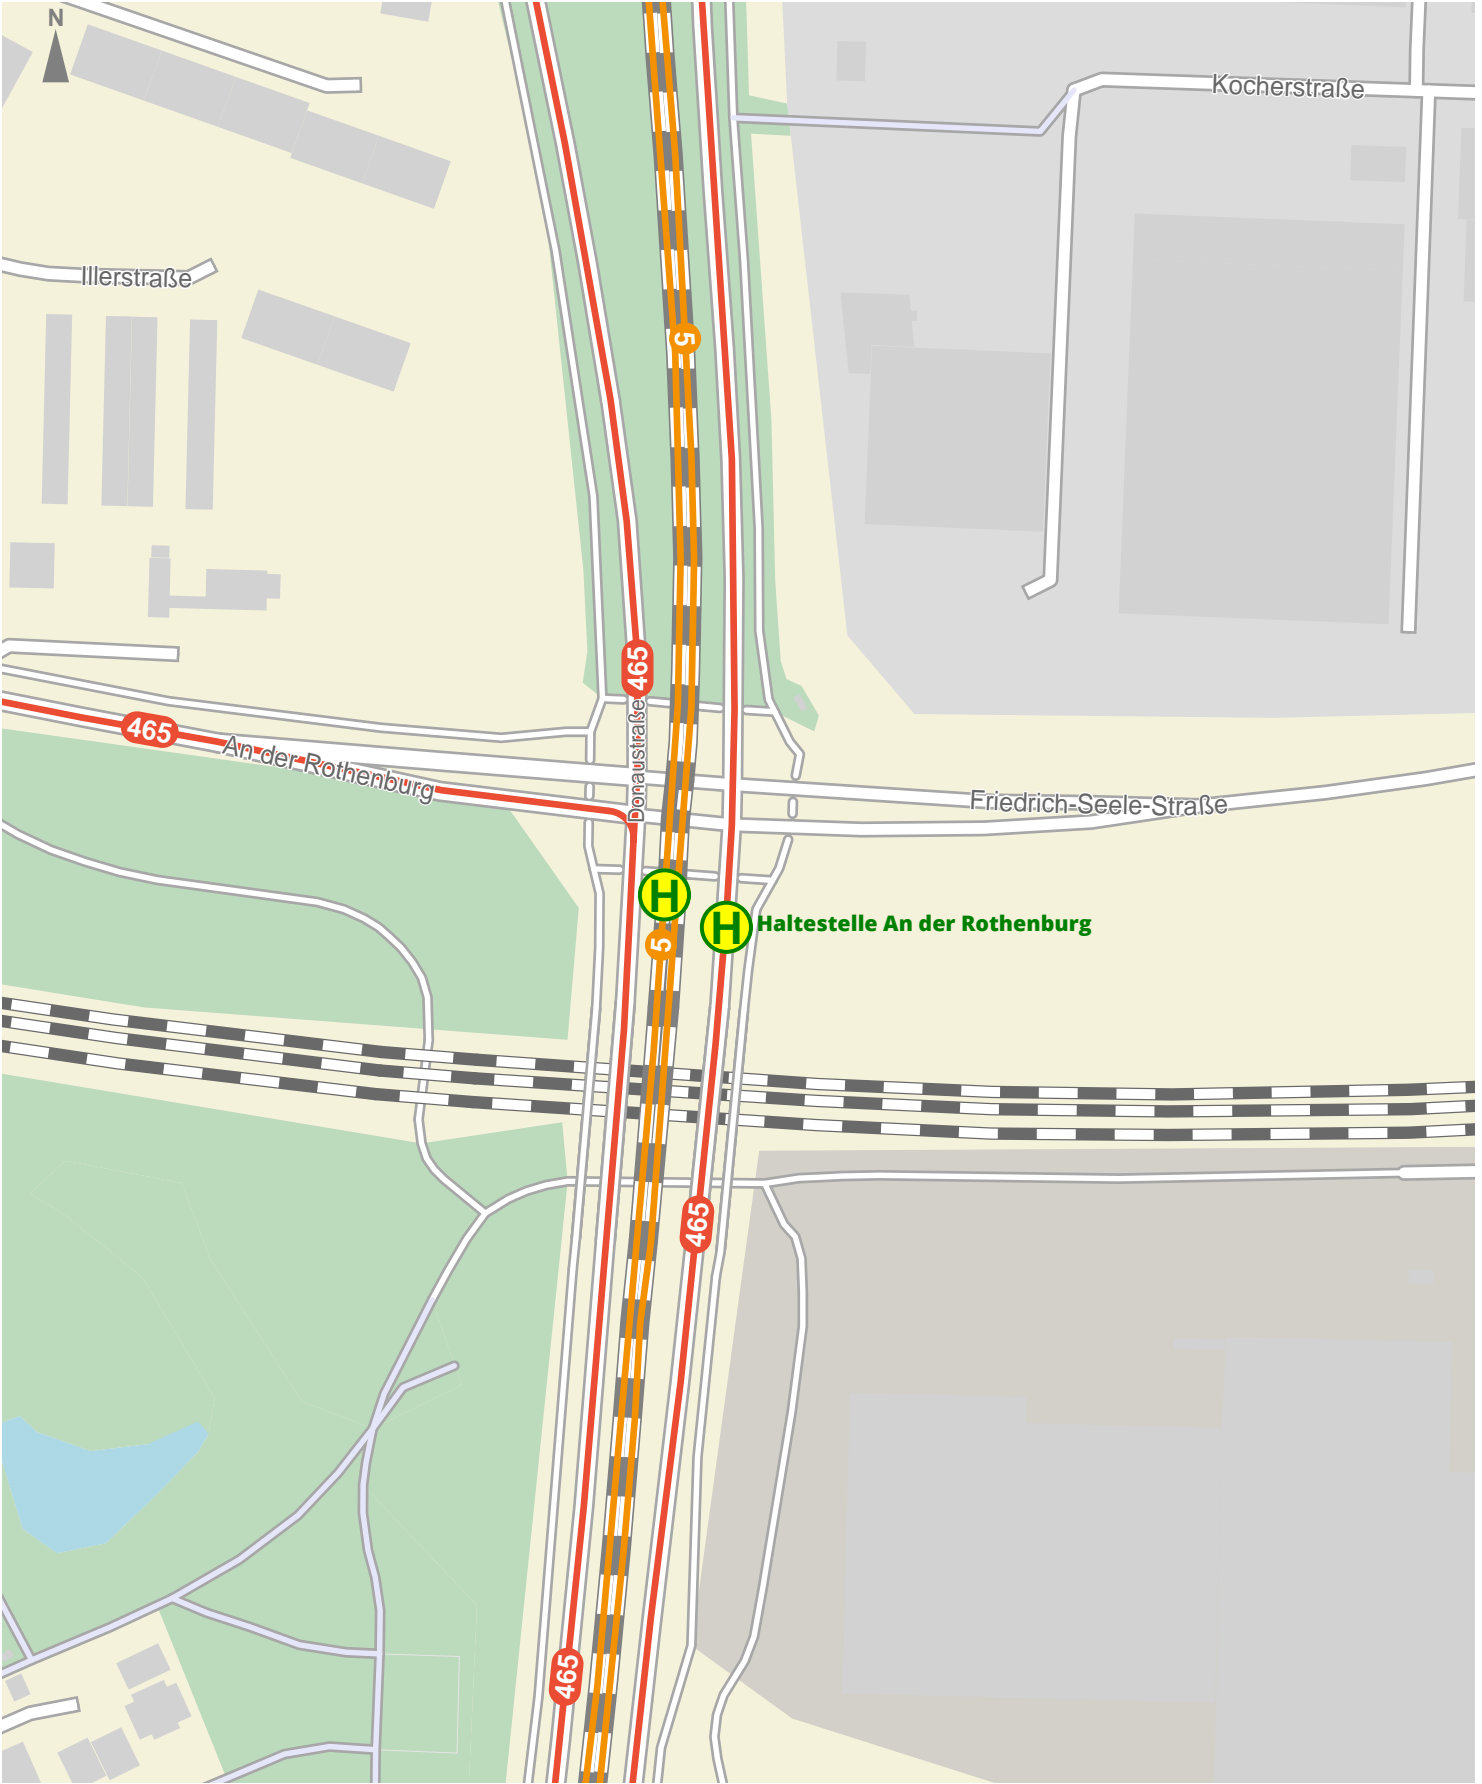 N
Kocherstraße
Illerstraße
5
465
Donaustraße
465
An der Rothenburg
Friedrich-Seele-Straße
H
H
Haltestelle An der Rothenburg
5
465
465